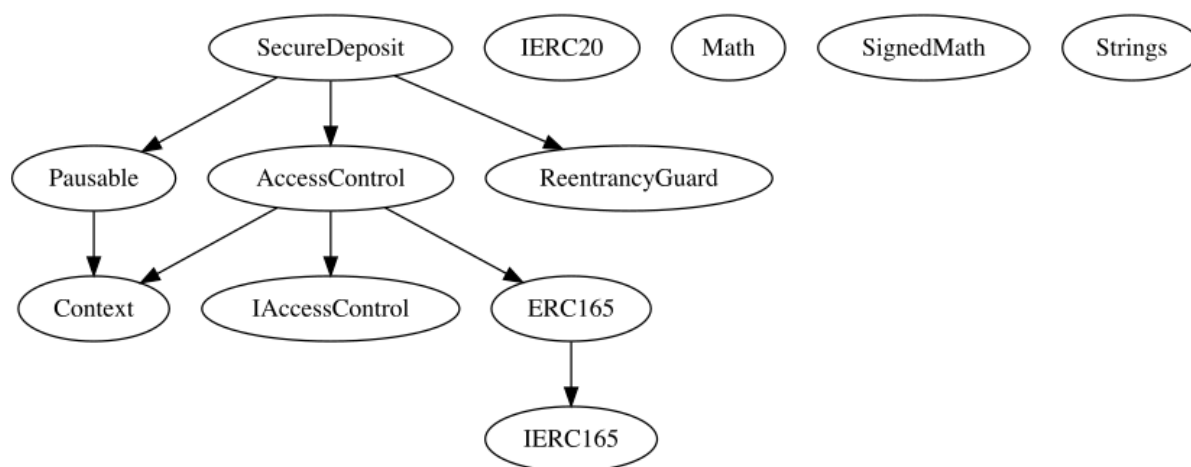 SecureDeposit
IERC20
Math
SignedMath
Strings
Pausable
AccessControl
ReentrancyGuard
Context
IAccessControl
ERC165
IERC165